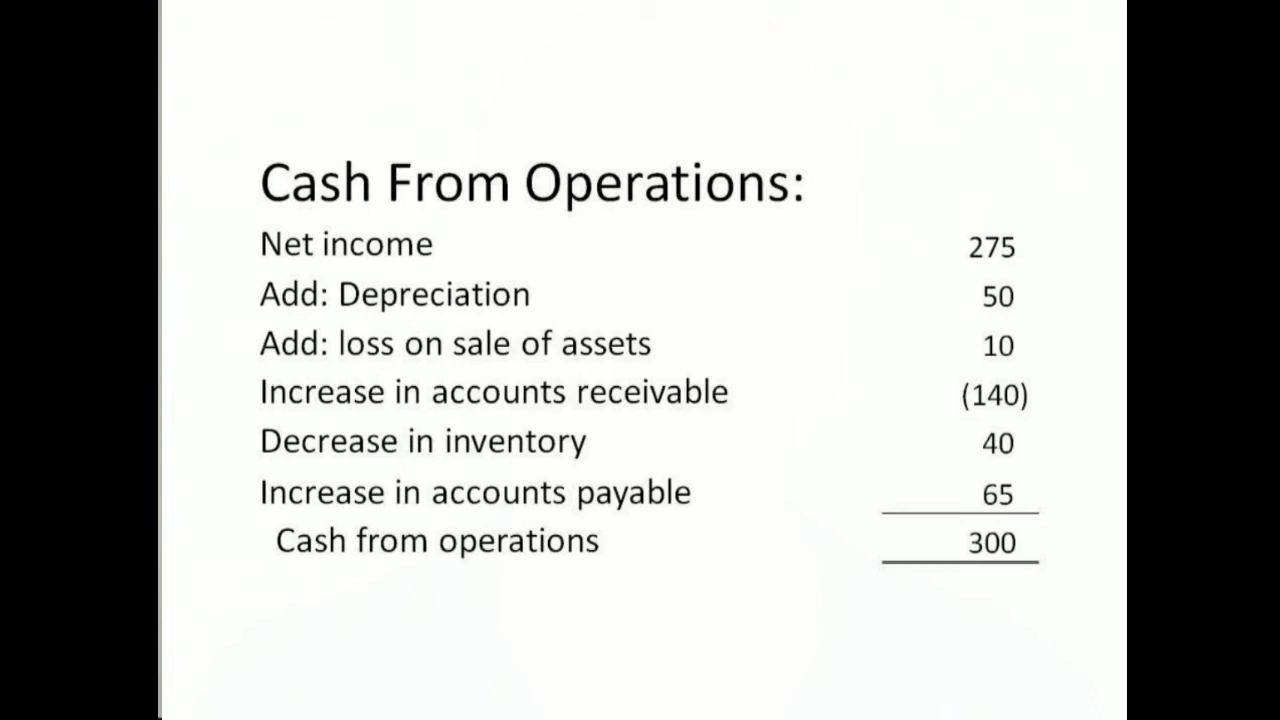 Cash From Operations:
Net income 275
Add: Depreciation 50
Add: loss on sale of assets 10
Increase in accounts receivable (140)
Decrease in inventory 40
Increase in accounts payable 65
Cash from operations 300